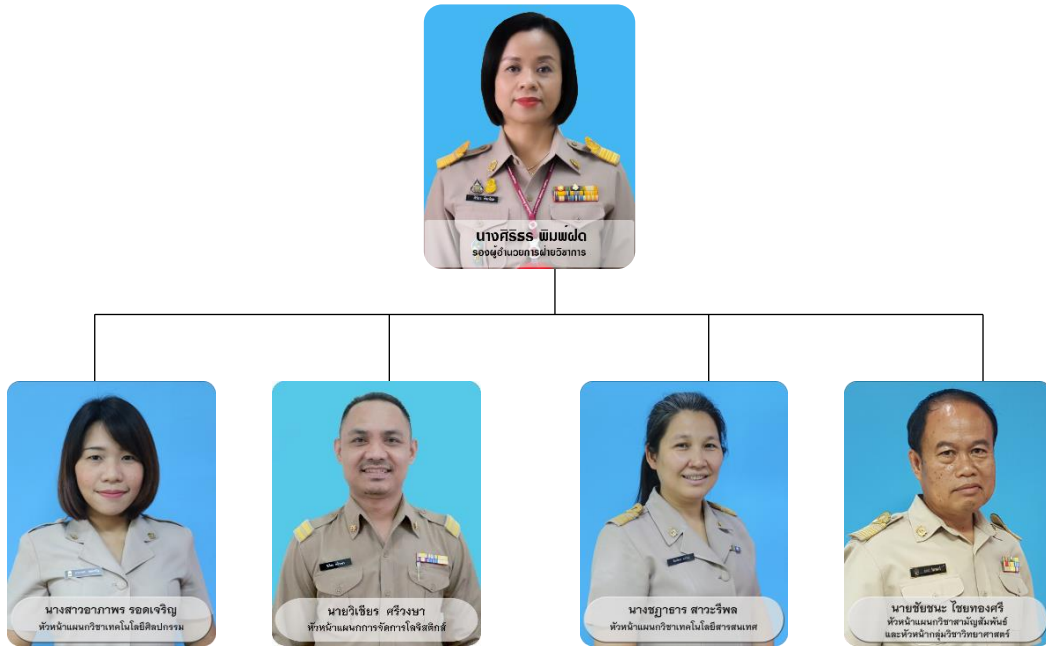 นางศิริธร พิมพ์ฝด
รองผู้อำนวยการฝ่ายวิชาการ
นางสาวอาภาพร รอดเจริญ
หัวหน้าแผนกวิชาเทคโนโลยีศิลปกรรม
นายวิเชียร ศรีวงษา
หัวหน้าแผนกการจัดการโลจิสติกส์
นางชฎาธาร สาวะรีพล
หัวหน้าแผนกวิชาเทคโนโลยีสารสนเทศ
นายชัยชนะ ไชยทองศรี
หัวหน้าแผนกวิชาสามัญสัมพันธ์
และหัวหน้ากลุ่มวิชาวิทยาศาสตร์